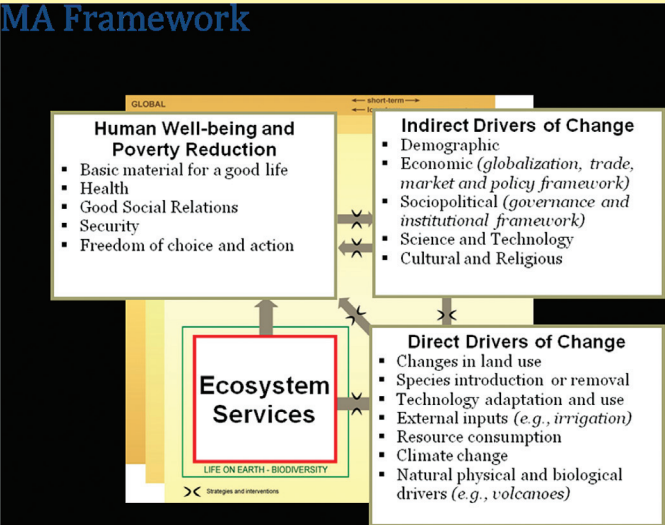 MA Framework
GLOBAL
short-term
Human Well-being and
Poverty Reduction
▪ Basic material for a good life
▪ Health
▪ Good Social Relations
▪ Security
▪ Freedom of choice and action
Indirect Drivers of Change
▪ Demographic
▪ Economic (globalization, trade,
market and policy framework)
▪ Sociopolitical (governance and
institutional framework)
▪ Science and Technology
▪ Cultural and Religious
Ecosystem
Services
LIFE ON EARTH - BIODIVERSITY
Strategies and interventions
Direct Drivers of Change
▪ Changes in land use
▪ Species introduction or removal
▪ Technology adaptation and use
▪ External inputs (e.g., irrigation)
▪ Resource consumption
▪ Climate change
▪ Natural physical and biological
drivers (e.g., volcanoes)